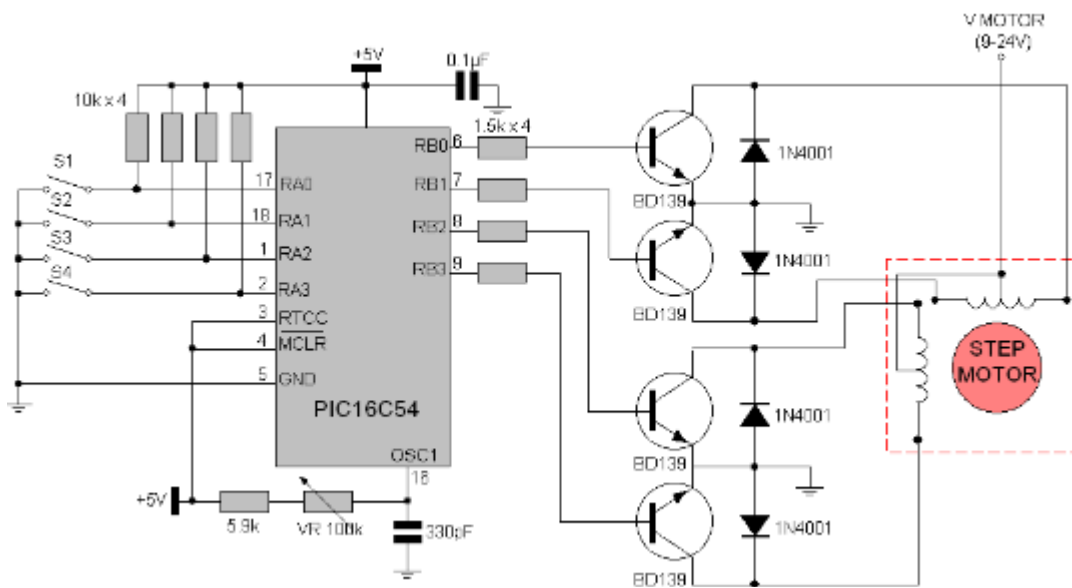 V MOTOR
(9-24V)
+5V
0.1µF
10k x 4
1.5k x 4
S1
S2
S3
S4
17 RA0
18 RA1
1 RA2
2 RA3
3 RTCC
4 MCLR
5 GND
RB0 6
RB1 7
RB2 8
RB3 9
PIC16C54
OSC1
16
+5V
5.9k
VR 100k
330pF
BD139
BD139
BD139
BD139
1N4001
1N4001
1N4001
1N4001
STEP
MOTOR